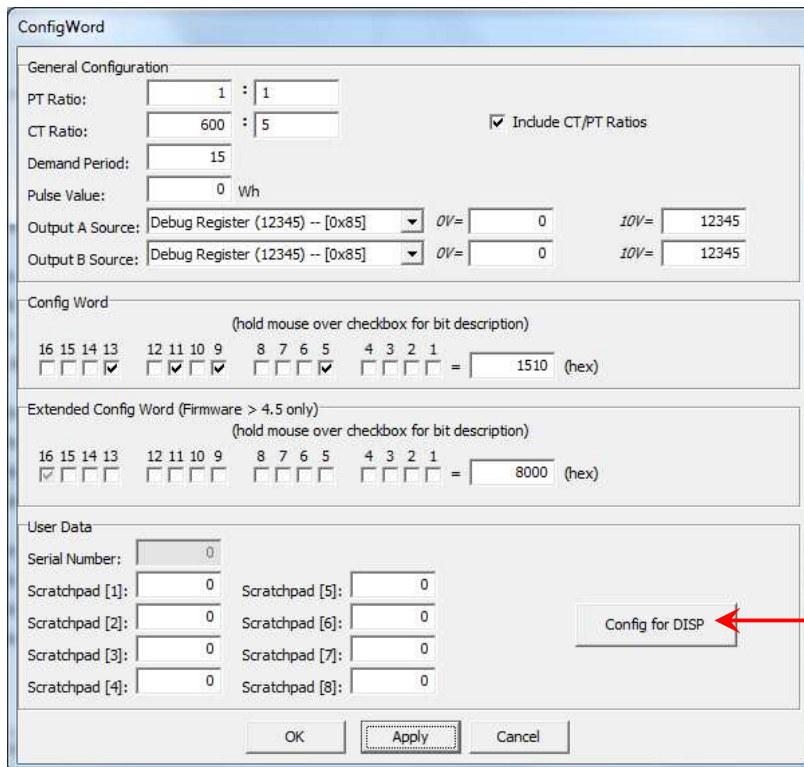 ConfigWord
General Configuration
PT Ratio: 1 : 1
CT Ratio: 600 : 5 Include CT/PT Ratios
Demand Period: 15
Pulse Value: 0 Wh
Output A Source: Debug Register (12345) -- [0x85] 0V= 0 10V= 12345
Output B Source: Debug Register (12345) -- [0x85] 0V= 0 10V= 12345
Config Word
(hold mouse over checkbox for bit description)
16 15 14 13 12 11 10 9 8 7 6 5 4 3 2 1
= 1510 (hex)
Extended Config Word (Firmware > 4.5 only)
(hold mouse over checkbox for bit description)
16 15 14 13 12 11 10 9 8 7 6 5 4 3 2 1
= 8000 (hex)
User Data
Serial Number: 0
Scratchpad [1]: 0 Scratchpad [5]: 0
Scratchpad [2]: 0 Scratchpad [6]: 0
Config for DISP
Scratchpad [3]: 0 Scratchpad [7]: 0
Scratchpad [4]: 0 Scratchpad [8]: 0
OK Apply Cancel